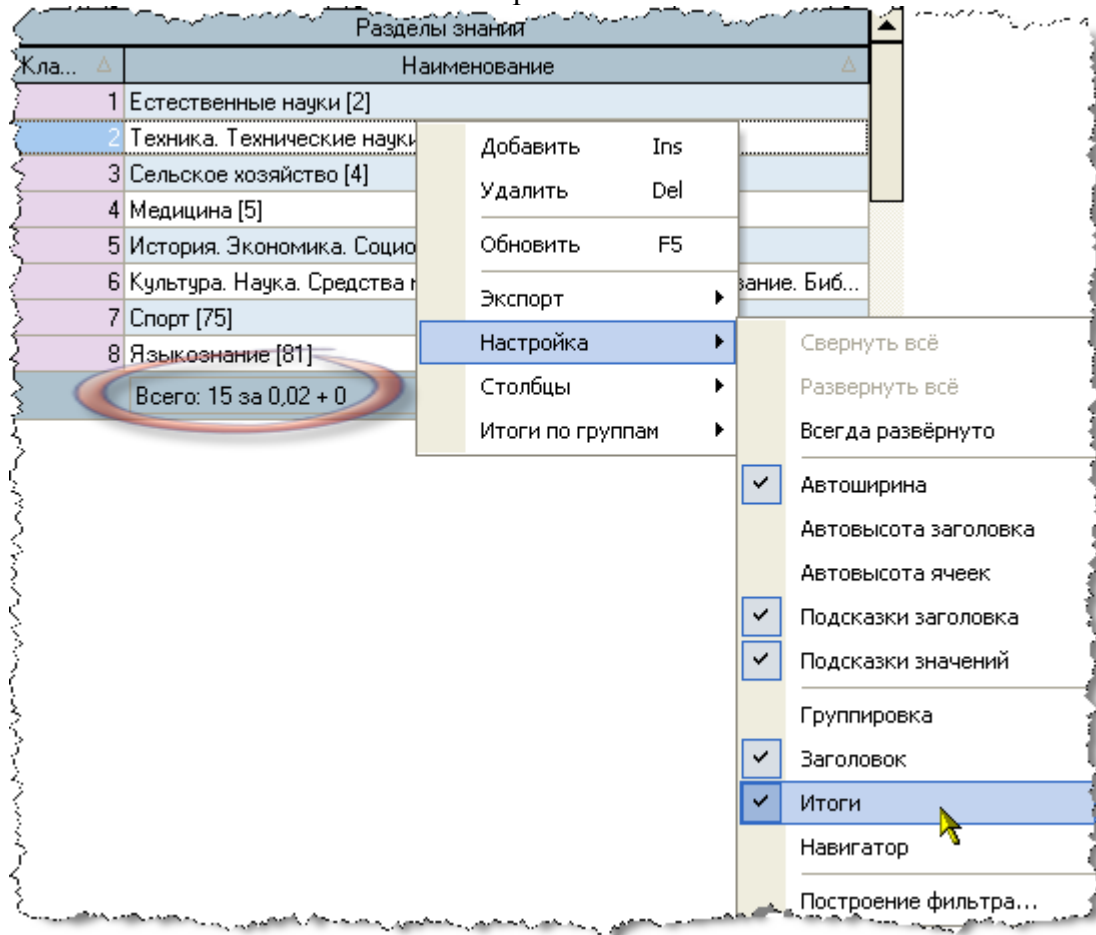 Разделы знания
Кла... Наименование
1 Естественные науки [2]
2 Техника. Технические науки
3 Сельское хозяйство [4]
4 Медицина [5]
5 История. Экономика. Социо
6 Культура. Наука. Средства вание. Биб...
7 Спорт [75]
8 Языкознание [81]
Всего: 15 за 0,02 + 0
Добавить Ins
Удалить Del
Обновить F5
Экспорт
Настройка
Столбцы
Итоги по группам
Свернуть всё
Развернуть всё
Всегда развёрнуто
Автоширина
Автовысота заголовка
Автовысота ячеек
Подсказки заголовка
Подсказки значений
Группировка
Заголовок
Итоги
Навигатор
Построение фильтра...